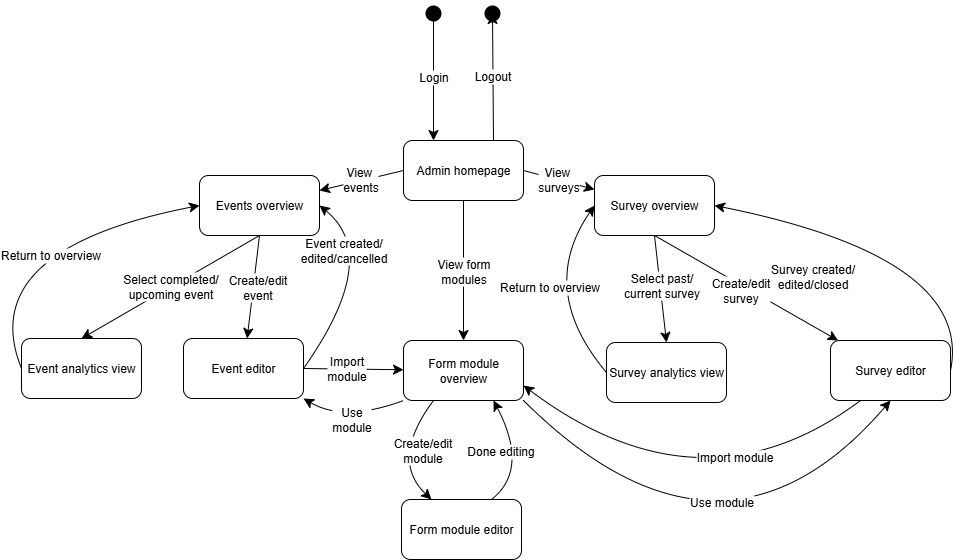 Login
Logout
Admin homepage
View
events
View
surveys
Events overview
Survey overview
Return to overview
Event created/
edited/cancelled
Select completed/
upcoming event
Create/edit
event
View form
modules
Return to overview
Select past/
current survey
Create/edit
survey
Survey created/
edited/closed
Event analytics view
Event editor
Import
module
Form module
overview
Survey analytics view
Survey editor
Use
module
Create/edit
module
Done editing
Import module
Use module
Form module editor